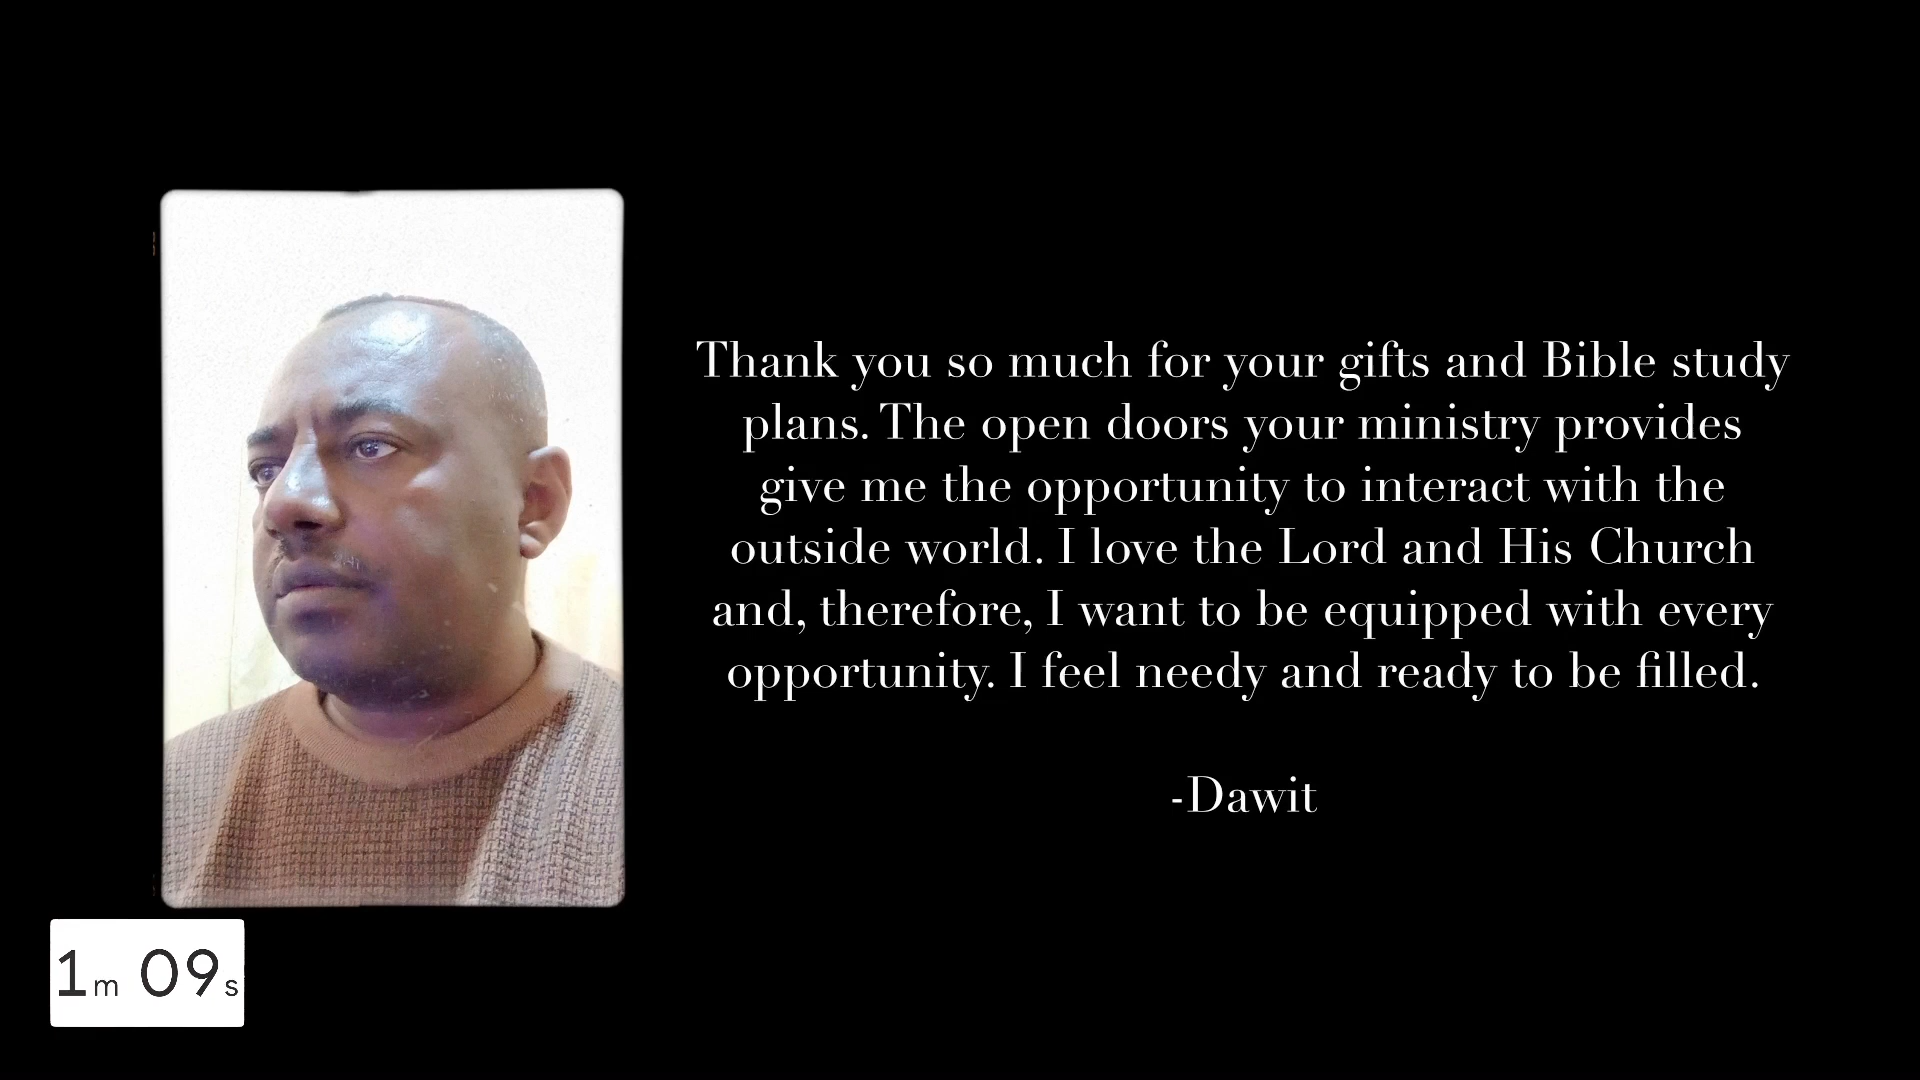 Thank you so much for your gifts and Bible study
plans. The open doors your ministry provides
give me the opportunity to interact with the
outside world. I love the Lord and His Church
and, therefore, I want to be equipped with every
opportunity. I feel needy and ready to be filled.
-Dawit
1m 09s